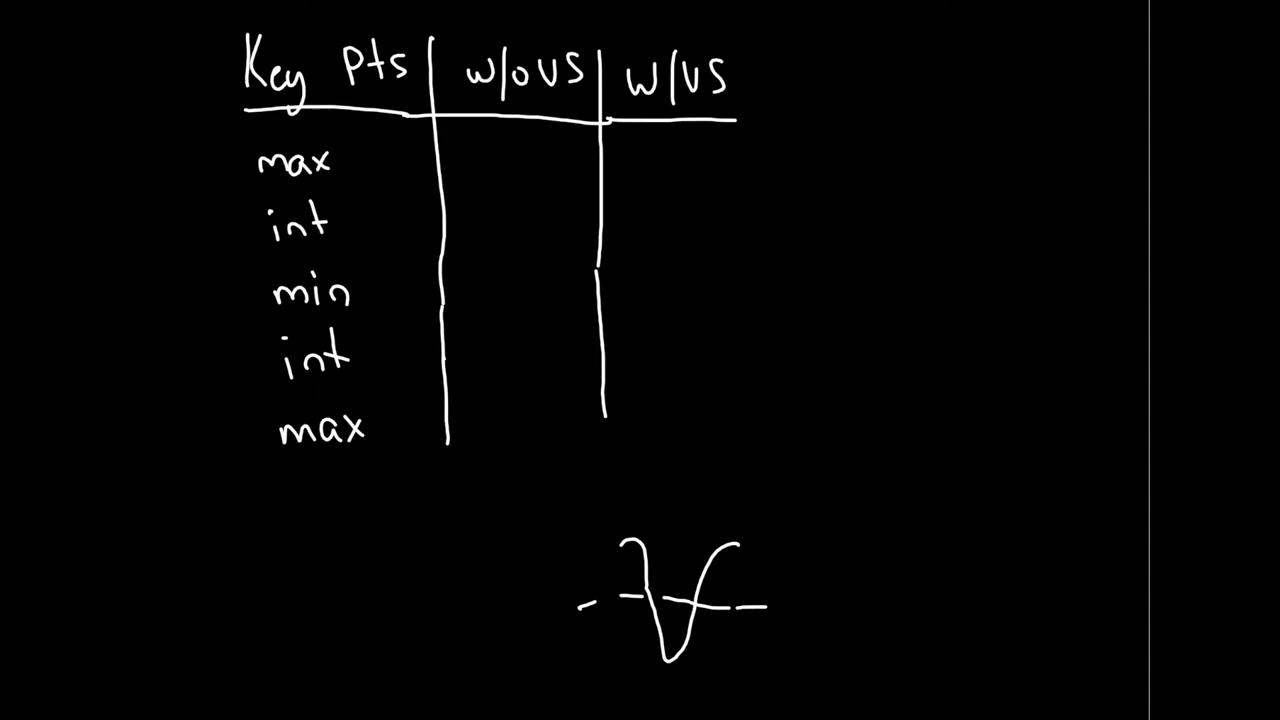 Key Pts w/o VS w/VS
max
int
min
int
max